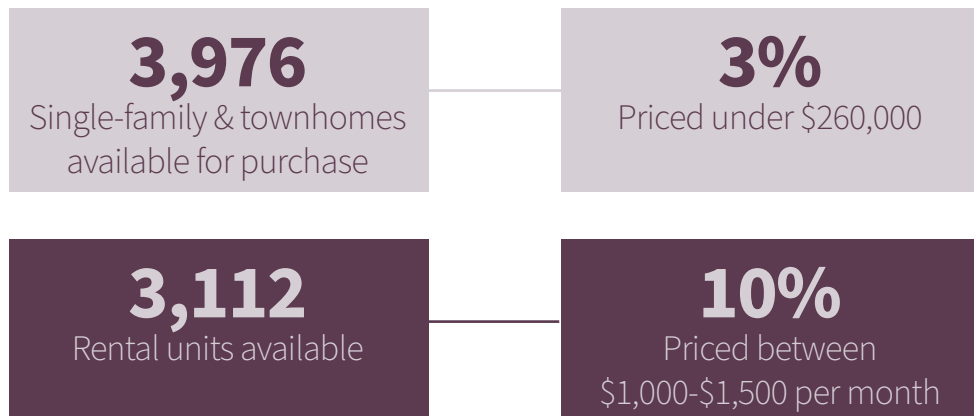 3,976
Single-family & townhomes
available for purchase
3%
Priced under $260,000
3,112
Rental units available
10%
Priced between
$1,000-$1,500 per month